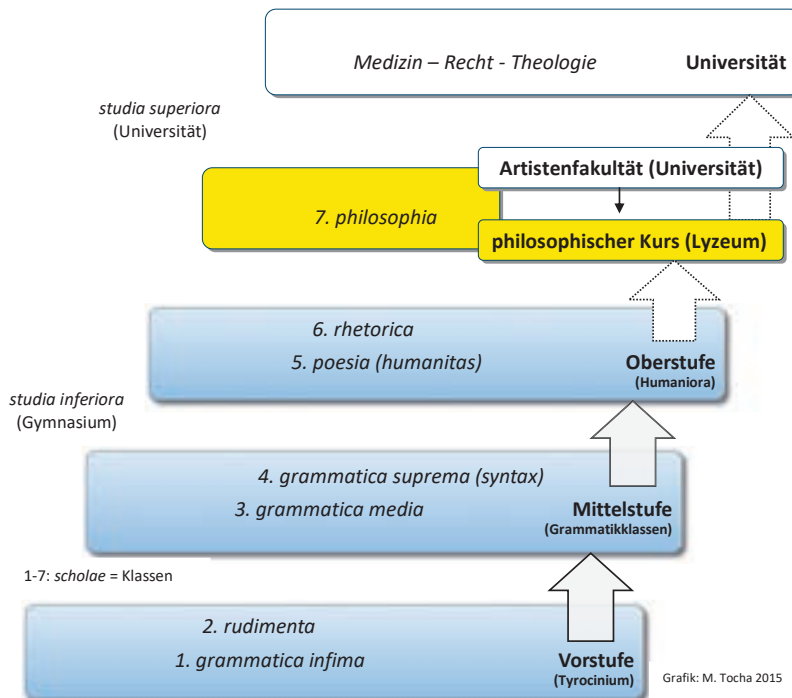 Medizin – Recht - Theologie Universität
studia superiora
(Universität)
Artistenfakultät (Universität)
7. philosophia
philosophischer Kurs (Lyzeum)
6. rhetorica
5. poesia (humanitas) Oberstufe
(Humaniora)
studia inferiora
(Gymnasium)
4. grammatica suprema (syntax)
3. grammatica media Mittelstufe
(Grammatikklassen)
1-7: scholae = Klassen
2. rudimenta
1. grammatica infima Vorstufe
(Tyrocinium)
Grafik: M. Tocha 2015